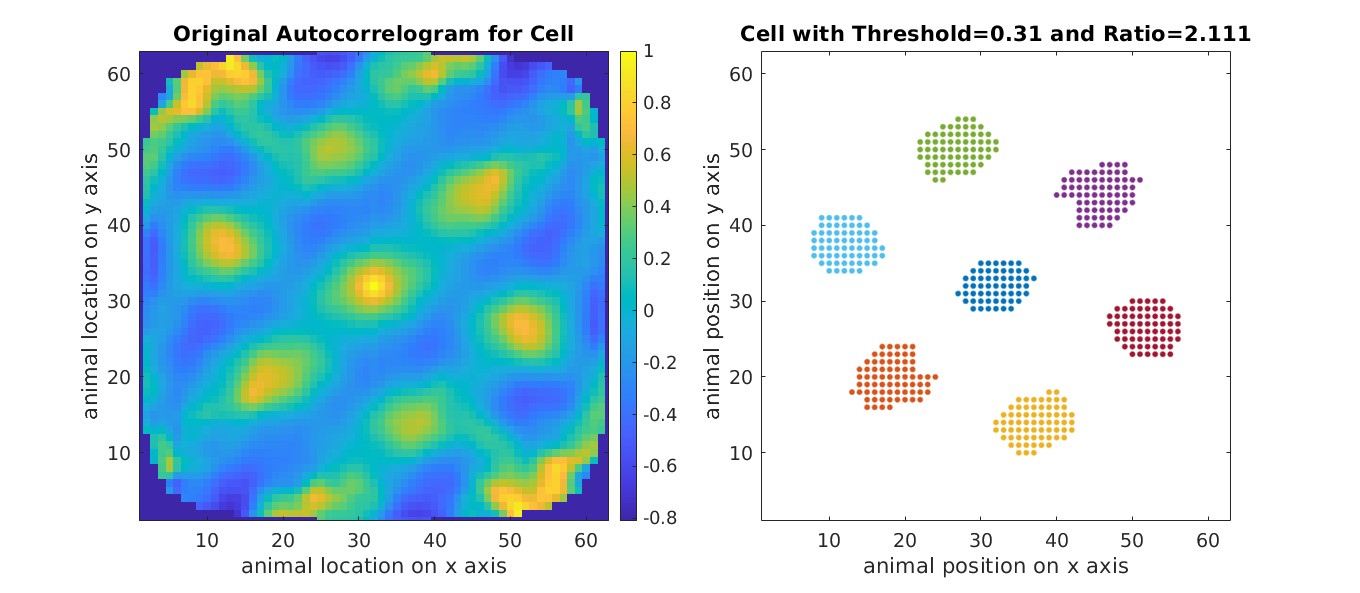 Original Autocorrelogram for Cell
animal location on y axis
60
50
40
30
20
10
10 20 30 40 50 60
animal location on x axis
1
0.8
0.6
0.4
0.2
0
-0.2
-0.4
-0.6
-0.8
Cell with Threshold=0.31 and Ratio=2.111
animal position on y axis
60
50
40
30
20
10
10 20 30 40 50 60
animal position on x axis